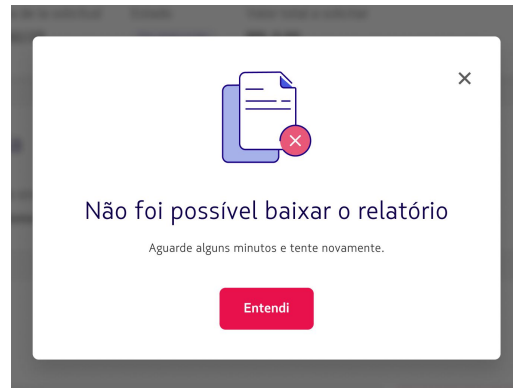 Não foi possível baixar o relatório
Aguarde alguns minutos e tente novamente.
Entendi